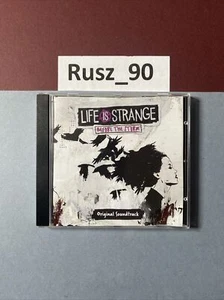 Rusz_90
LIFE IS STRANGE
BEFORE THE STORM
Original Soundtrack